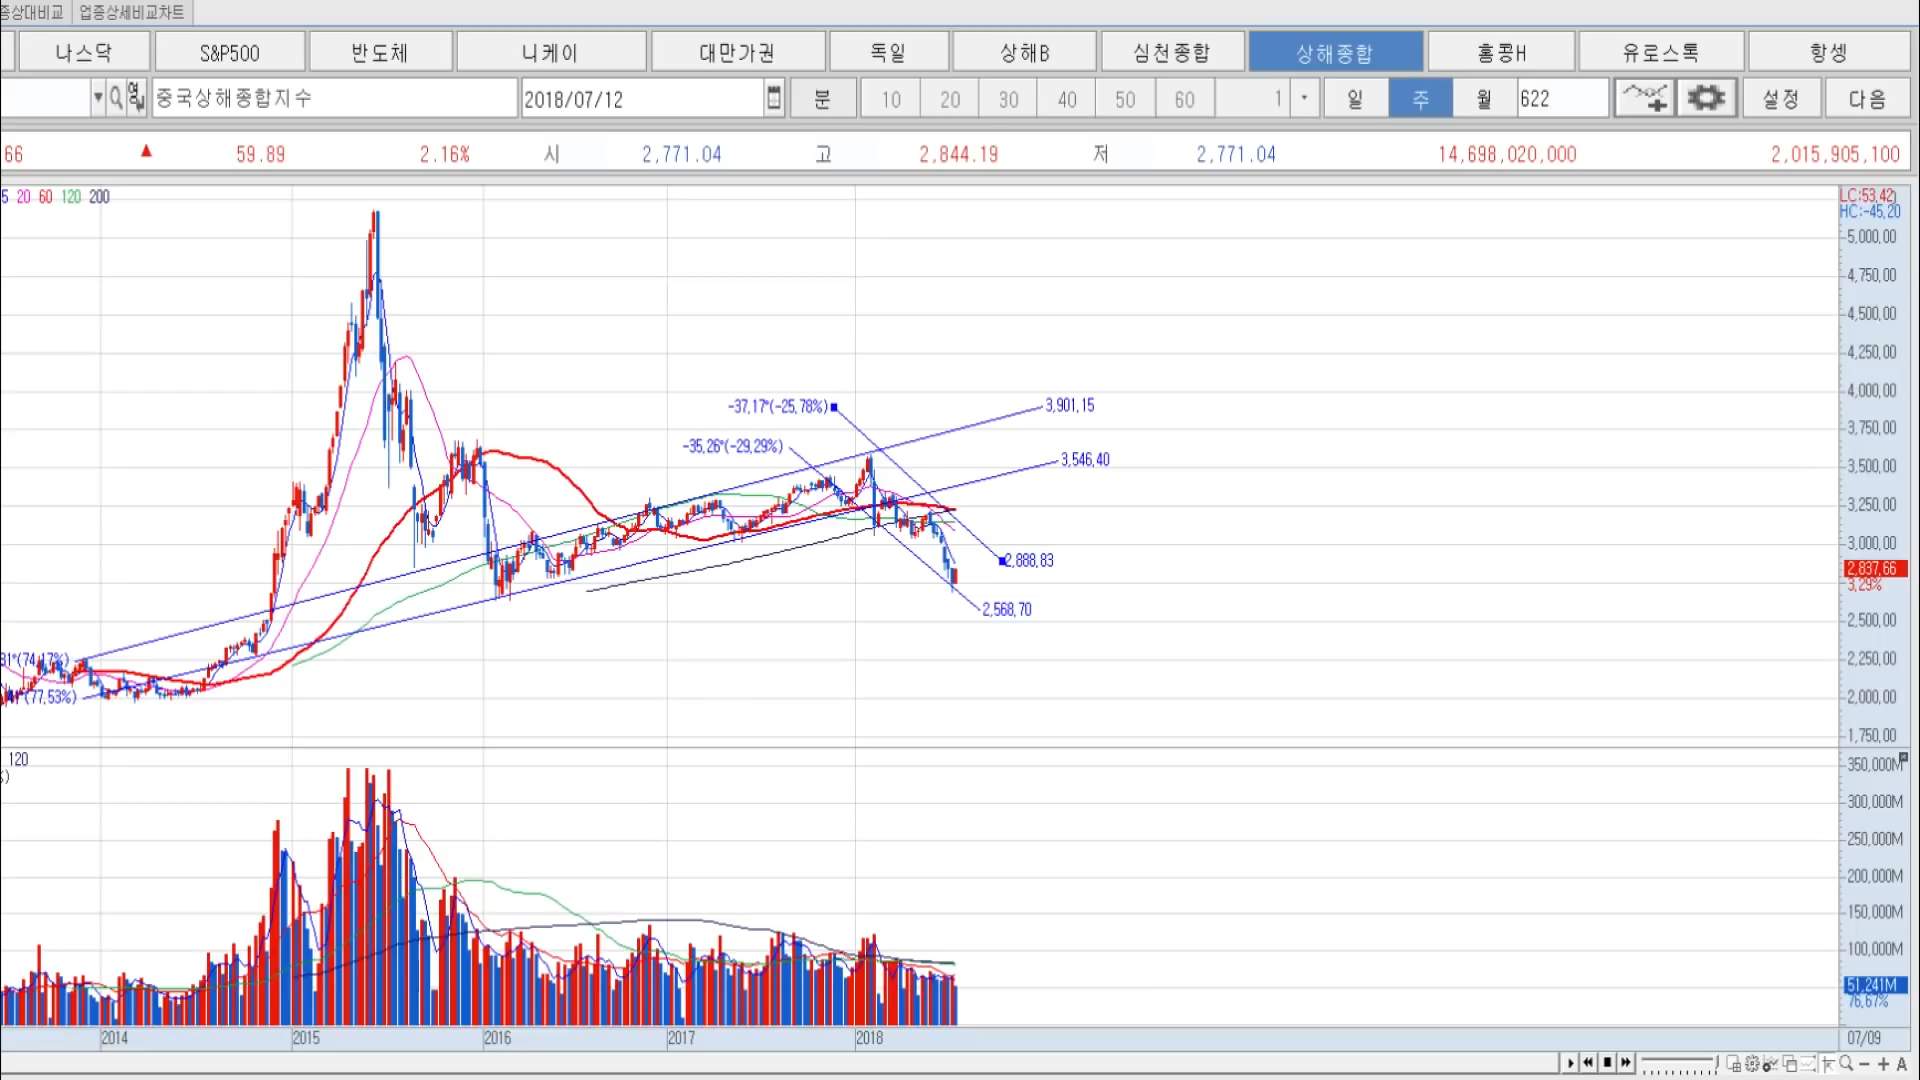 종상대비교 업종상세비교차트
나스닥 S&P500 반도체 니케이 대만가권 독일 상해B 심천종합 상해종합 홍콩H 유로스톡 항셍
중국상해종합지수 2018/07/12 분 10 20 30 40 50 60 1 일 주 월 622 설정 다음
66 ▲ 59.89 2.16% 시 2,771.04 고 2,844.19 저 2,771.04 14,698,020,000 2,015,905,100
5 20 60 120 200
LC:53,42
HC:-45,20
5,000,00
4,750,00
4,500,00
4,250,00
4,000,00
-37,17°(-25,78%)
3,901,15
3,750,00
-35,26°(-29,29%)
3,546,40
3,500,00
3,250,00
3,000,00
2,888,83
2,837,66
3,29%
2,568,70
2,500,00
31°(74,17%)
2,250,00
(77,53%)
2,000,00
1,750,00
120
350,000M
300,000M
250,000M
200,000M
150,000M
100,000M
51,241M
76,67%
2014 2015 2016 2017 2018 07/09
A